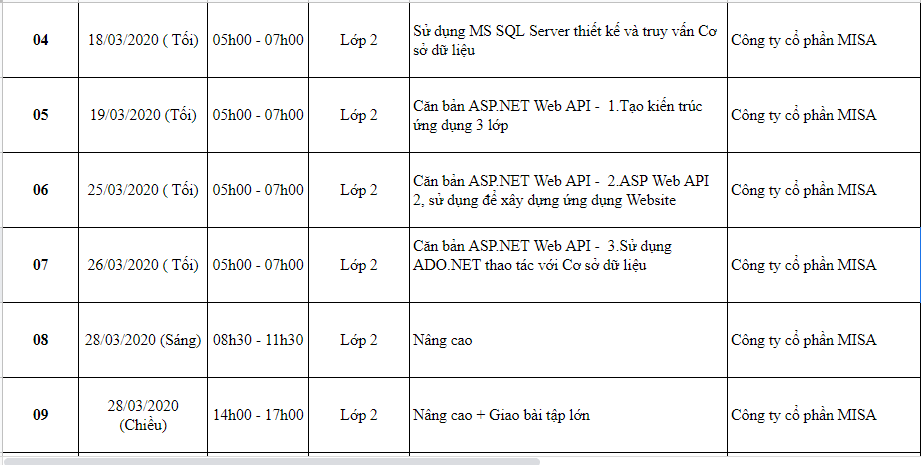 04 18/03/2020 ( Tối) 05h00 - 07h00 Lớp 2 Sử dụng MS SQL Server thiết kế và truy vấn Cơ Công ty cổ phần MISA
sở dữ liệu
05 19/03/2020 (Tối) 05h00 - 07h00 Lớp 2 Căn bản ASP.NET Web API - 1.Tạo kiến trúc Công ty cổ phần MISA
ứng dụng 3 lớp
06 25/03/2020 ( Tối) 05h00 - 07h00 Lớp 2 Căn bản ASP.NET Web API - 2.ASP Web API Công ty cổ phần MISA
2, sử dụng để xây dựng ứng dụng Website
07 26/03/2020 ( Tối) 05h00 - 07h00 Lớp 2 Căn bản ASP.NET Web API - 3.Sử dụng Công ty cổ phần MISA
ADO.NET thao tác với Cơ sở dữ liệu
08 28/03/2020 (Sáng) 08h30 - 11h30 Lớp 2 Nâng cao Công ty cổ phần MISA
09 28/03/2020 14h00 - 17h00 Lớp 2 Nâng cao + Giao bài tập lớn Công ty cổ phần MISA
(Chiều)